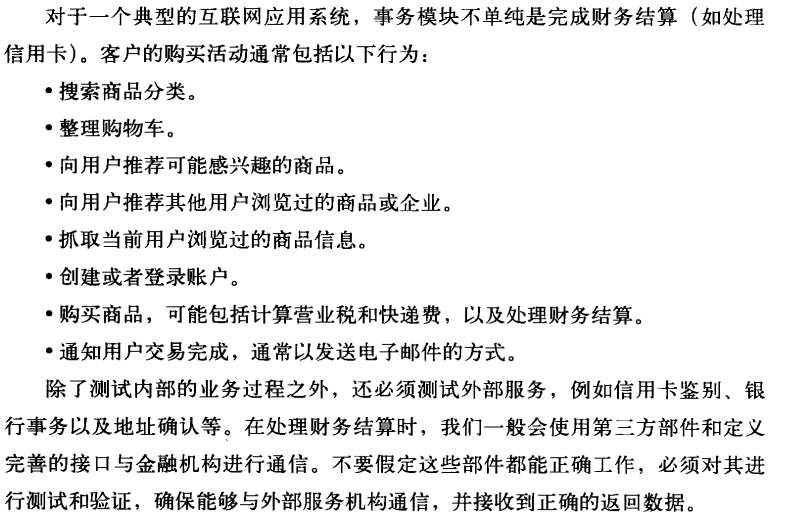 对于一个典型的互联网应用系统，事务模块不单纯是完成财务结算（如处理
信用卡）。客户的购买活动通常包括以下行为：
• 搜索商品分类。
• 整理购物车。
• 向用户推荐可能感兴趣的商品。
• 向用户推荐其他用户浏览过的商品或企业。
• 抓取当前用户浏览过的商品信息。
• 创建或者登录账户。
• 购买商品，可能包括计算营业税和快递费，以及处理财务结算。
• 通知用户交易完成，通常以发送电子邮件的方式。
除了测试内部的业务过程之外，还必须测试外部服务，例如信用卡鉴别、银
行事务以及地址确认等。在处理财务结算时，我们一般会使用第三方部件和定义
完善的接口与金融机构进行通信。不要假定这些部件都能正确工作，必须对其进
行测试和验证，确保能够与外部服务机构通信，并接收到正确的返回数据。